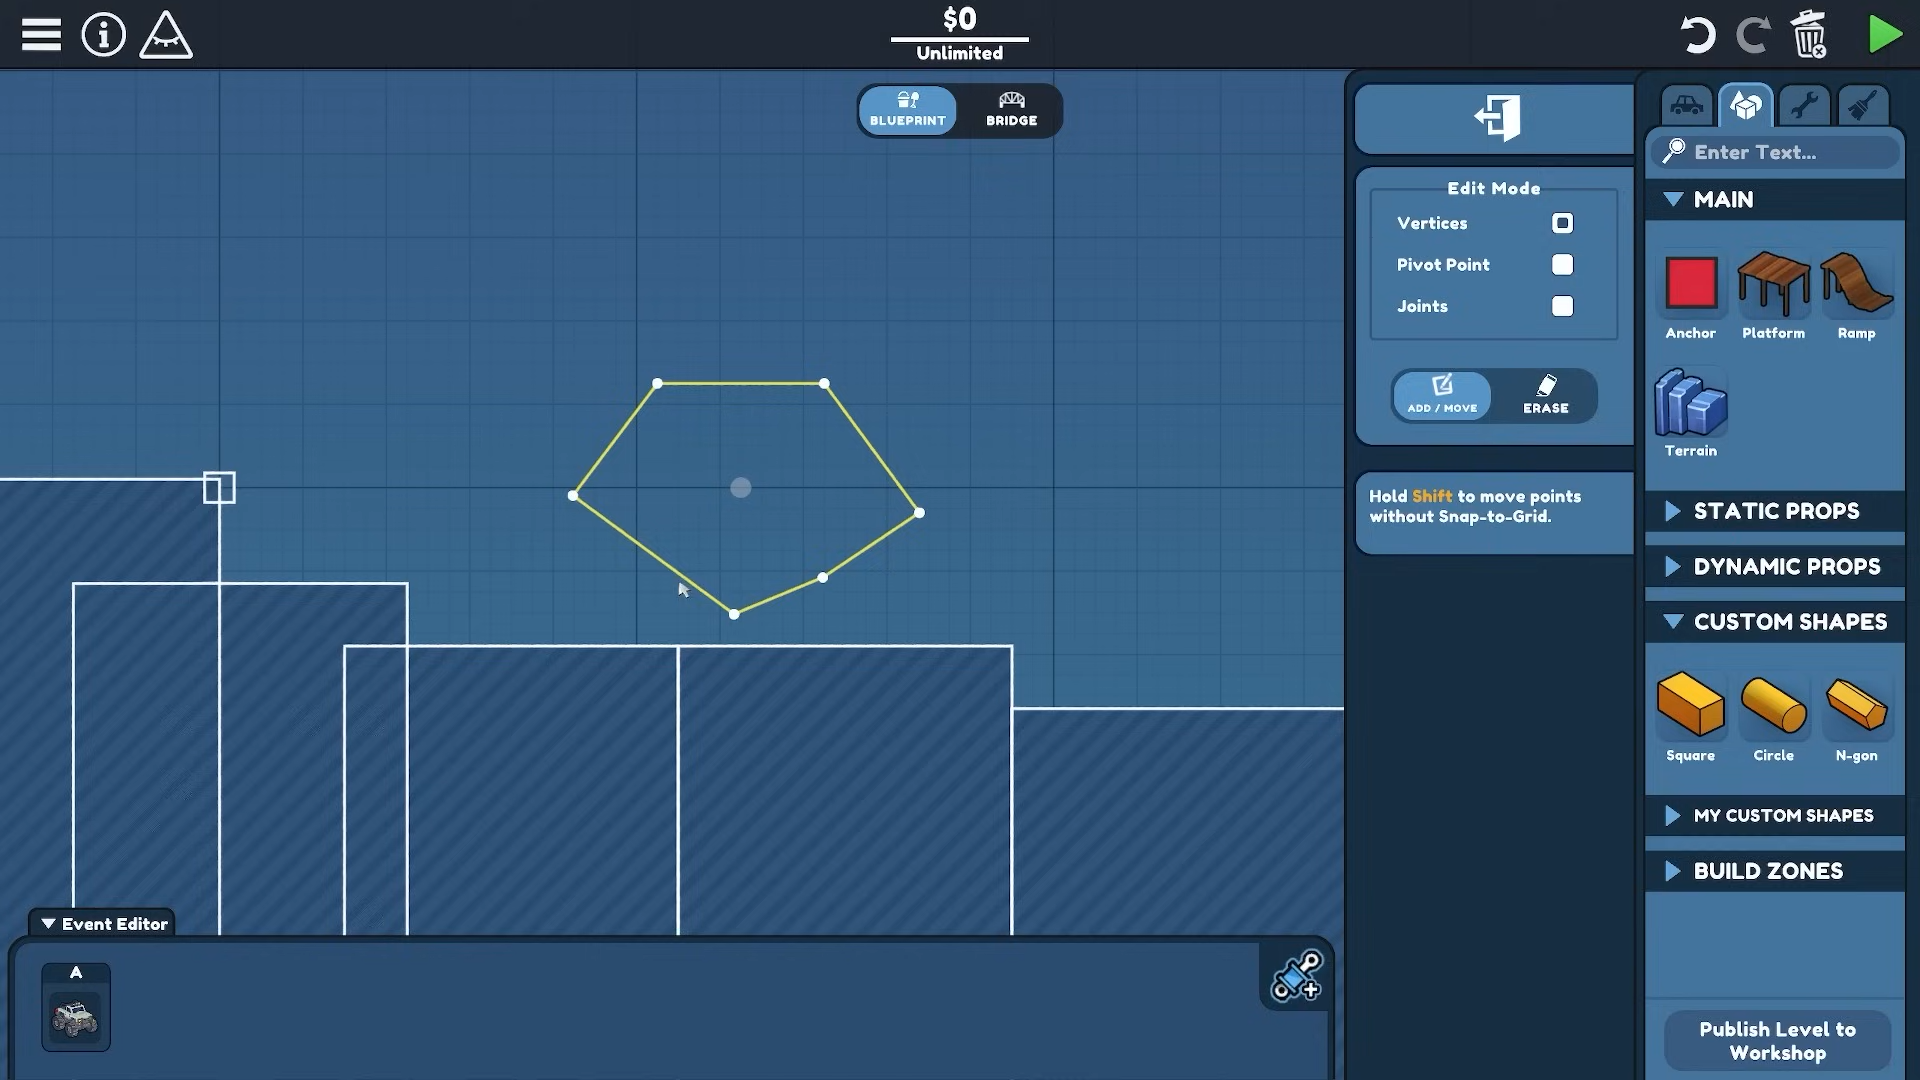 $0
Unlimited
BLUEPRINT
BRIDGE
Edit Mode
Vertices
Pivot Point
Joints
ADD / MOVE
ERASE
Hold Shift to move points
without Snap-to-Grid.
Enter Text...
MAIN
Anchor
Platform
Ramp
Terrain
STATIC PROPS
DYNAMIC PROPS
CUSTOM SHAPES
Square
Circle
N-gon
MY CUSTOM SHAPES
BUILD ZONES
Publish Level to
Workshop
Event Editor
A